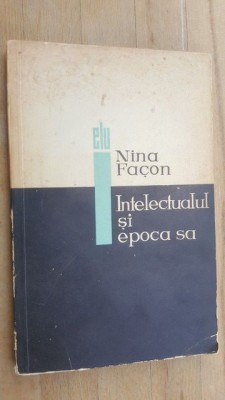 elu
Nina
Façon
Intelectualul
și
epoca sa